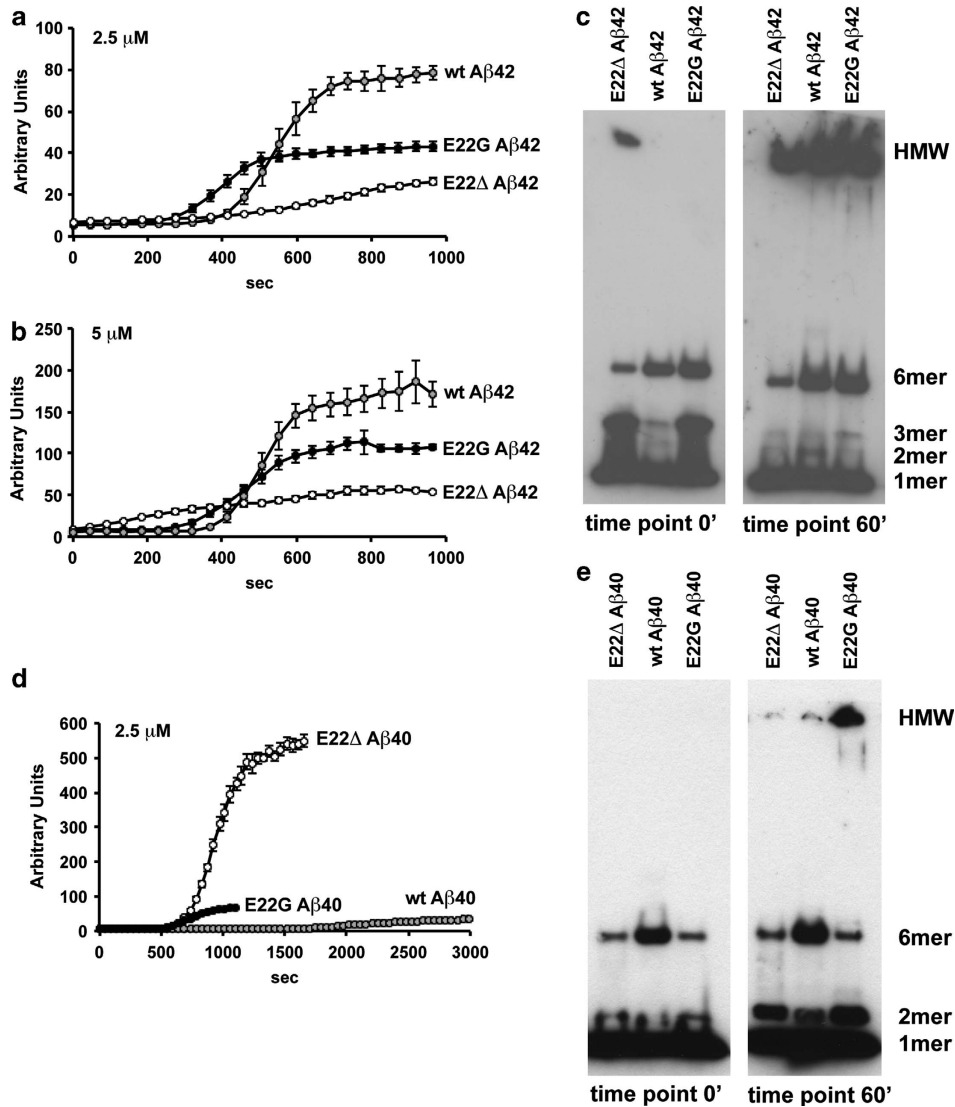 a
2.5 μM
Arbitrary Units
100
80
60
40
20
0
wt Aβ42
E22G Aβ42
E22Δ Aβ42
0 200 400 600 800 1000
sec
b
5 μM
Arbitrary Units
250
200
150
100
50
0
wt Aβ42
E22G Aβ42
E22Δ Aβ42
0 200 400 600 800 1000
sec
c
E22Δ Aβ42
wt Aβ42
E22G Aβ42
E22Δ Aβ42
wt Aβ42
E22G Aβ42
HMW
6mer
3mer
2mer
1mer
time point 0’
time point 60’
d
2.5 μM
Arbitrary Units
600
500
400
300
200
100
0
E22Δ Aβ40
E22G Aβ40
wt Aβ40
0 500 1000 1500 2000 2500 3000
sec
e
E22Δ Aβ40
wt Aβ40
E22G Aβ40
E22Δ Aβ40
wt Aβ40
E22G Aβ40
HMW
6mer
2mer
1mer
time point 0’
time point 60’